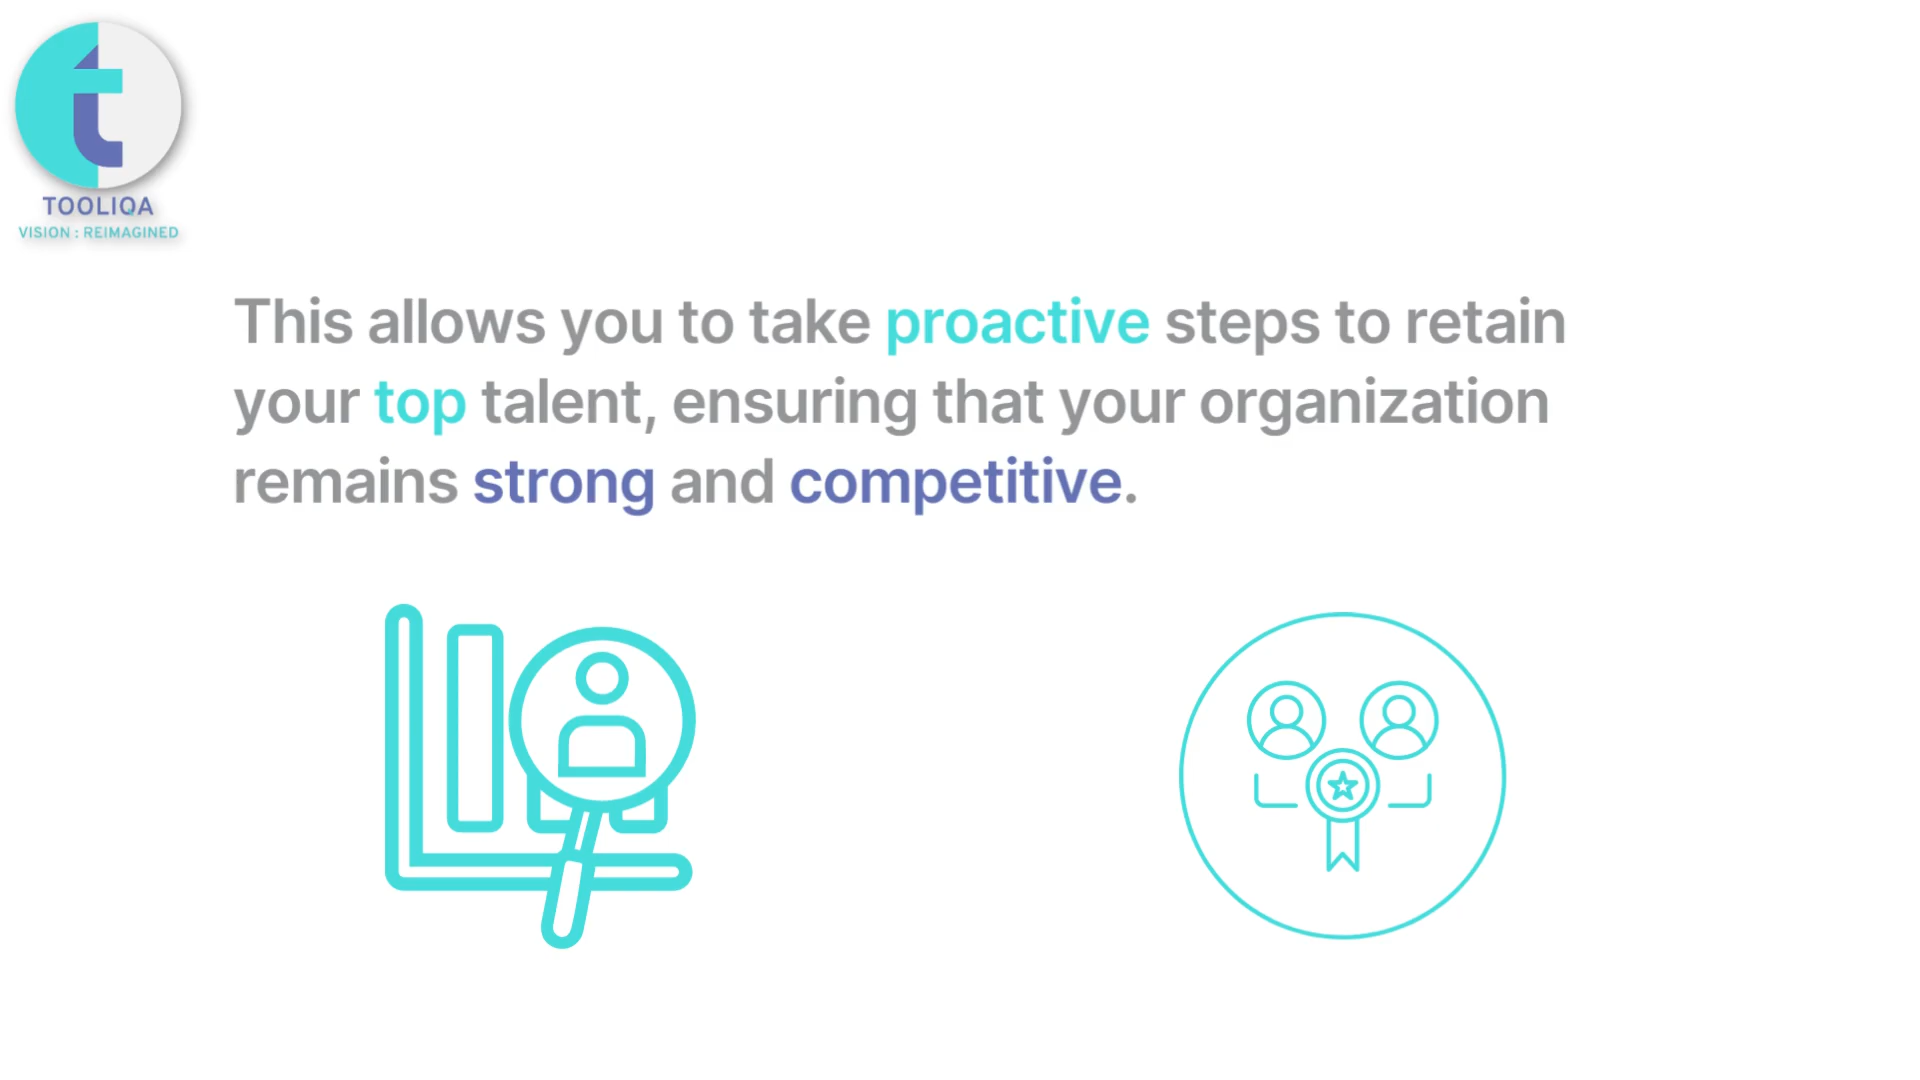 TOOLIQA
VISION : REIMAGINED
This allows you to take proactive steps to retain
your top talent, ensuring that your organization
remains strong and competitive.